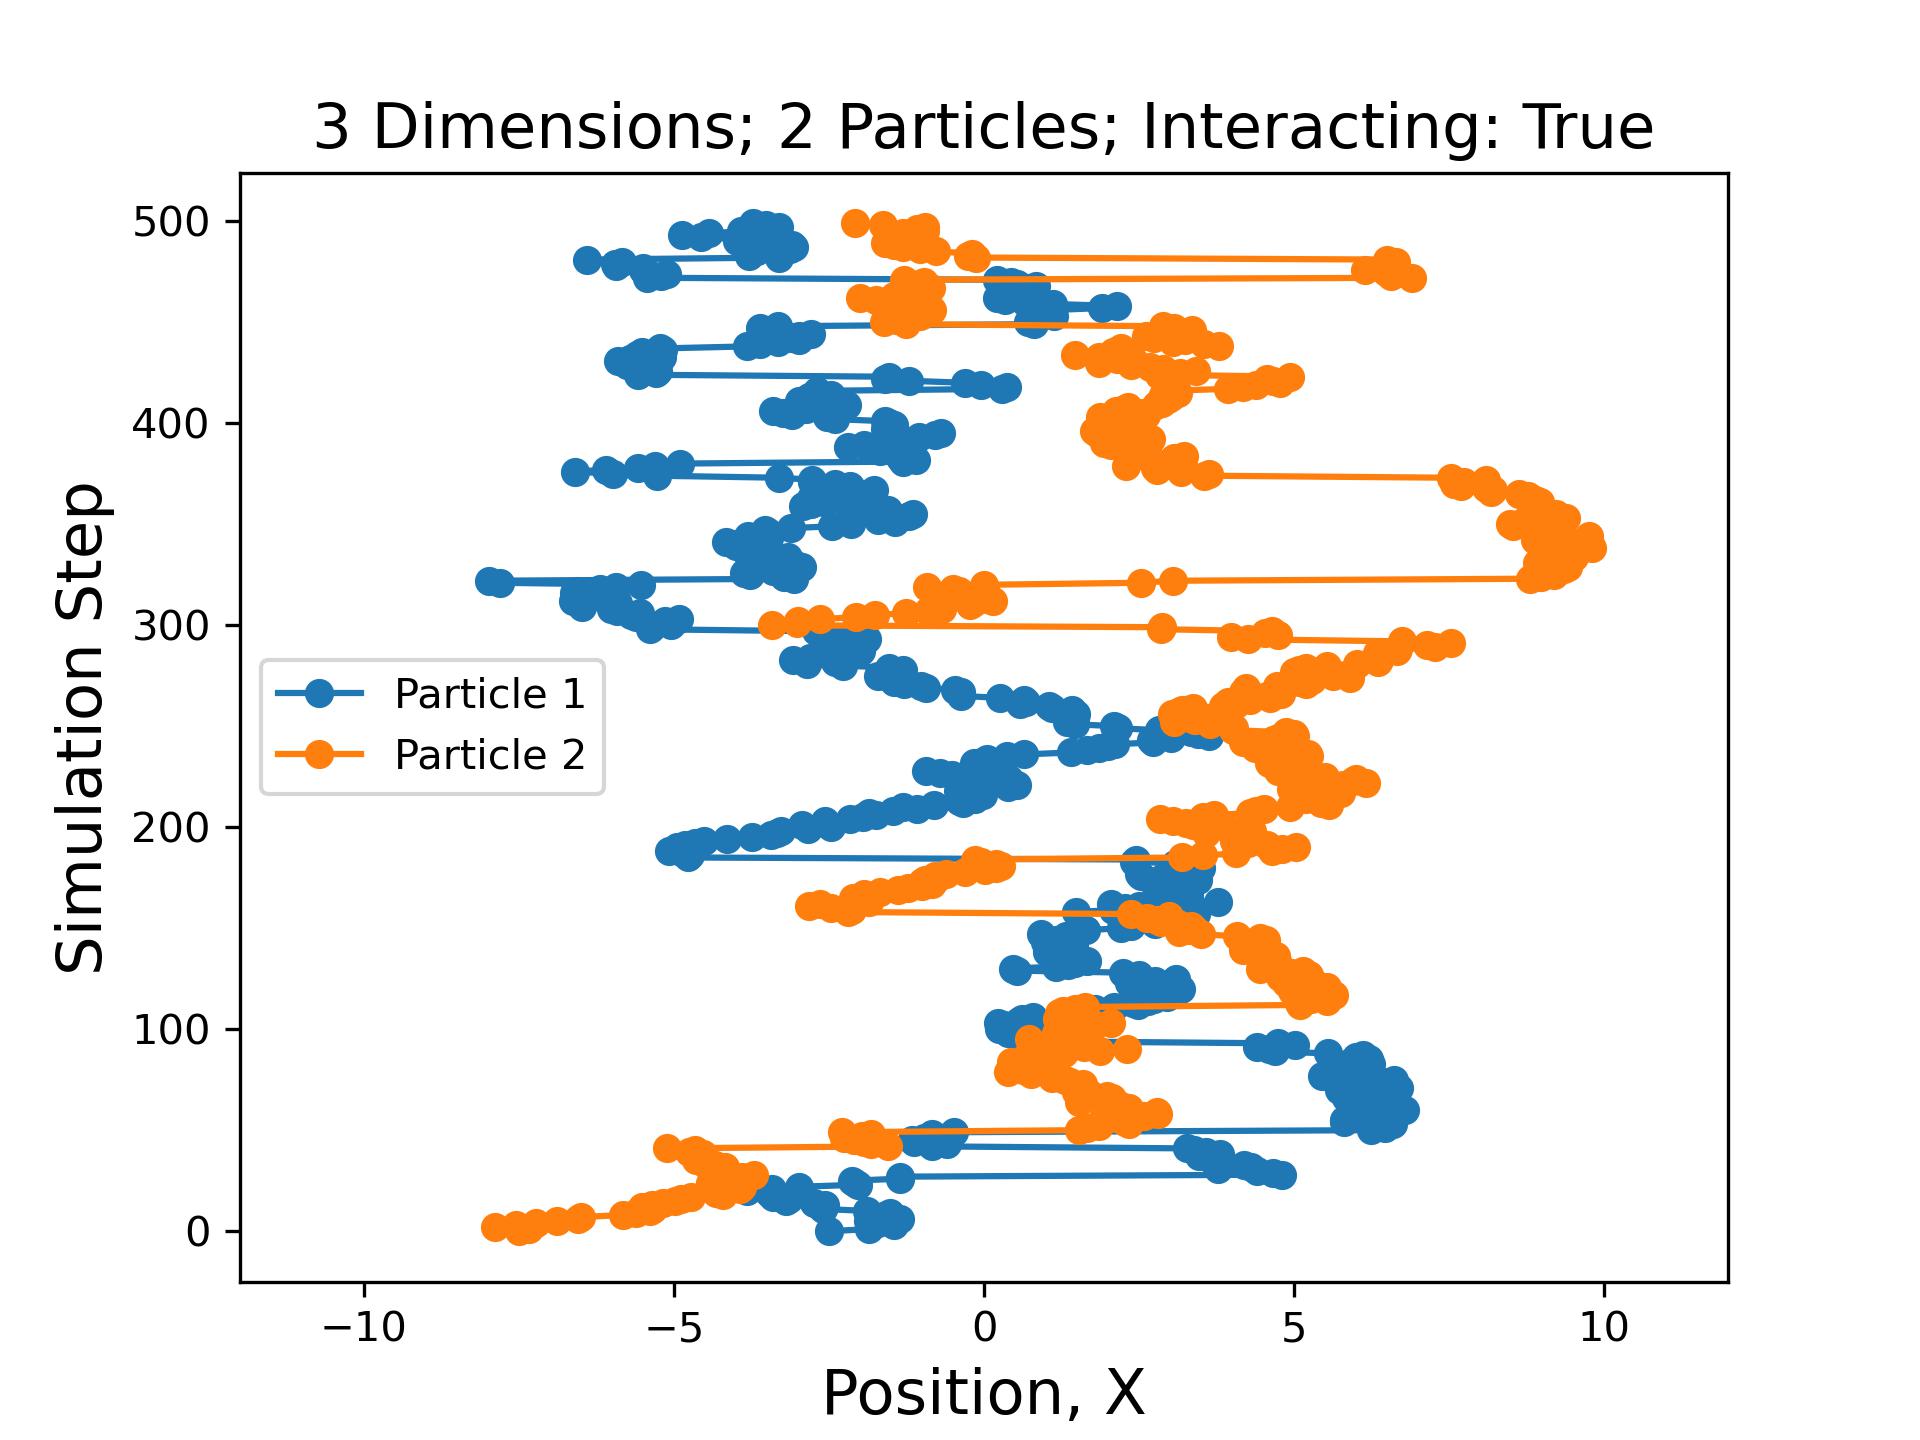 3 Dimensions; 2 Particles; Interacting: True
500
400
300
200
100
0
Simulation Step
Particle 1
Particle 2
−10
−5
0
5
10
Position, X